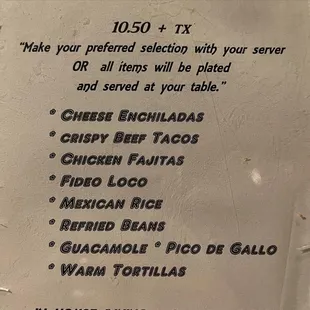 10.50 + TX
"Make your preferred selection with your server
OR all items will be plated
and served at your table."
* CHEESE ENCHILADAS
* CRISPY BEEF TACOS
* CHICKEN FAJITAS
* FIDEO LOCO
* MEXICAN RICE
* REFRIED BEANS
* GUACAMOLE * PICO DE GALLO
* WARM TORTILLAS